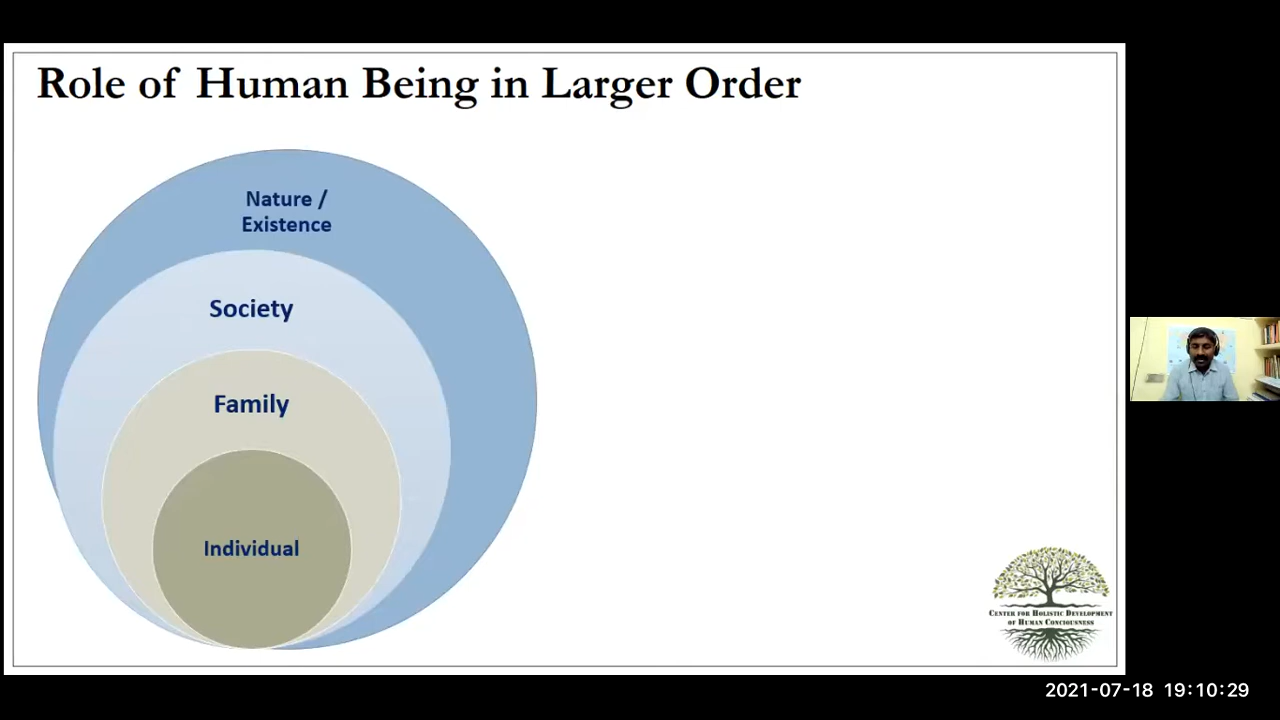 Role of Human Being in Larger Order
Nature /
Existence
Society
Family
Individual
Center for Holistic Development
of Human Conciousness
2021-07-18 19:10:29